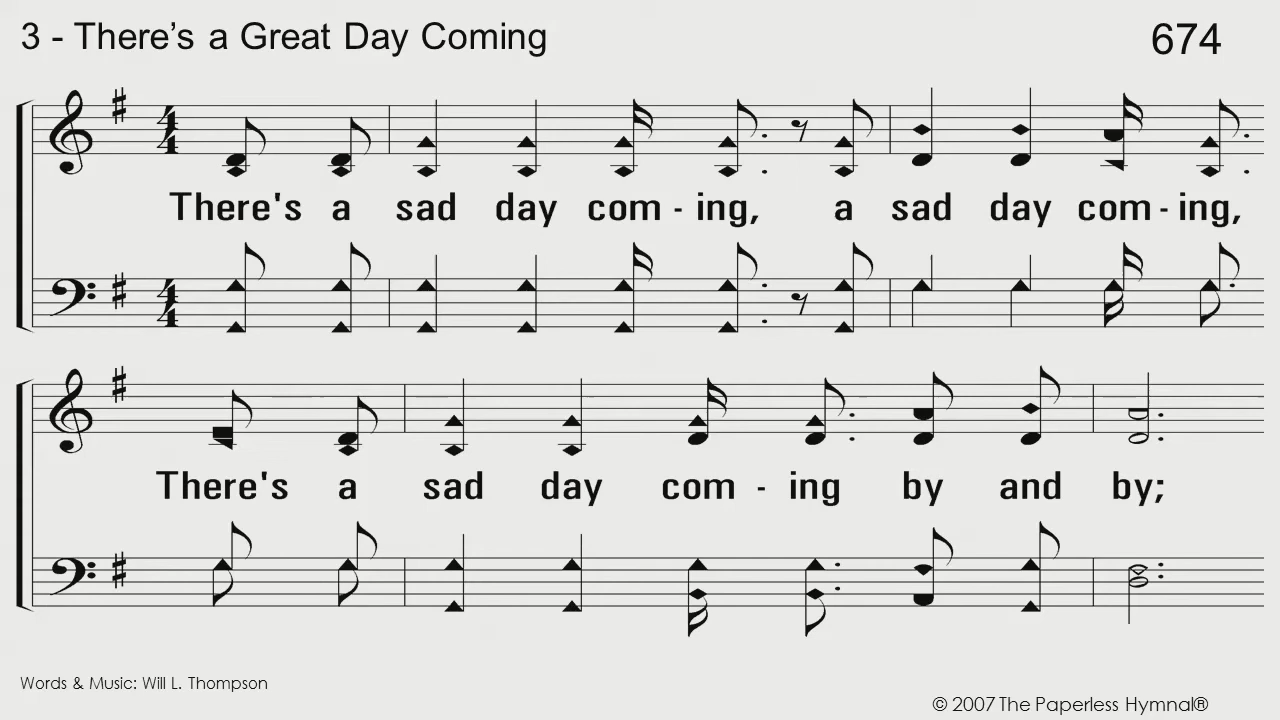 3 - There’s a Great Day Coming
674
There's a sad day com - ing, a sad day com - ing,
There's a sad day com - ing by and by;
Words & Music: Will L. Thompson
© 2007 The Paperless Hymnal®